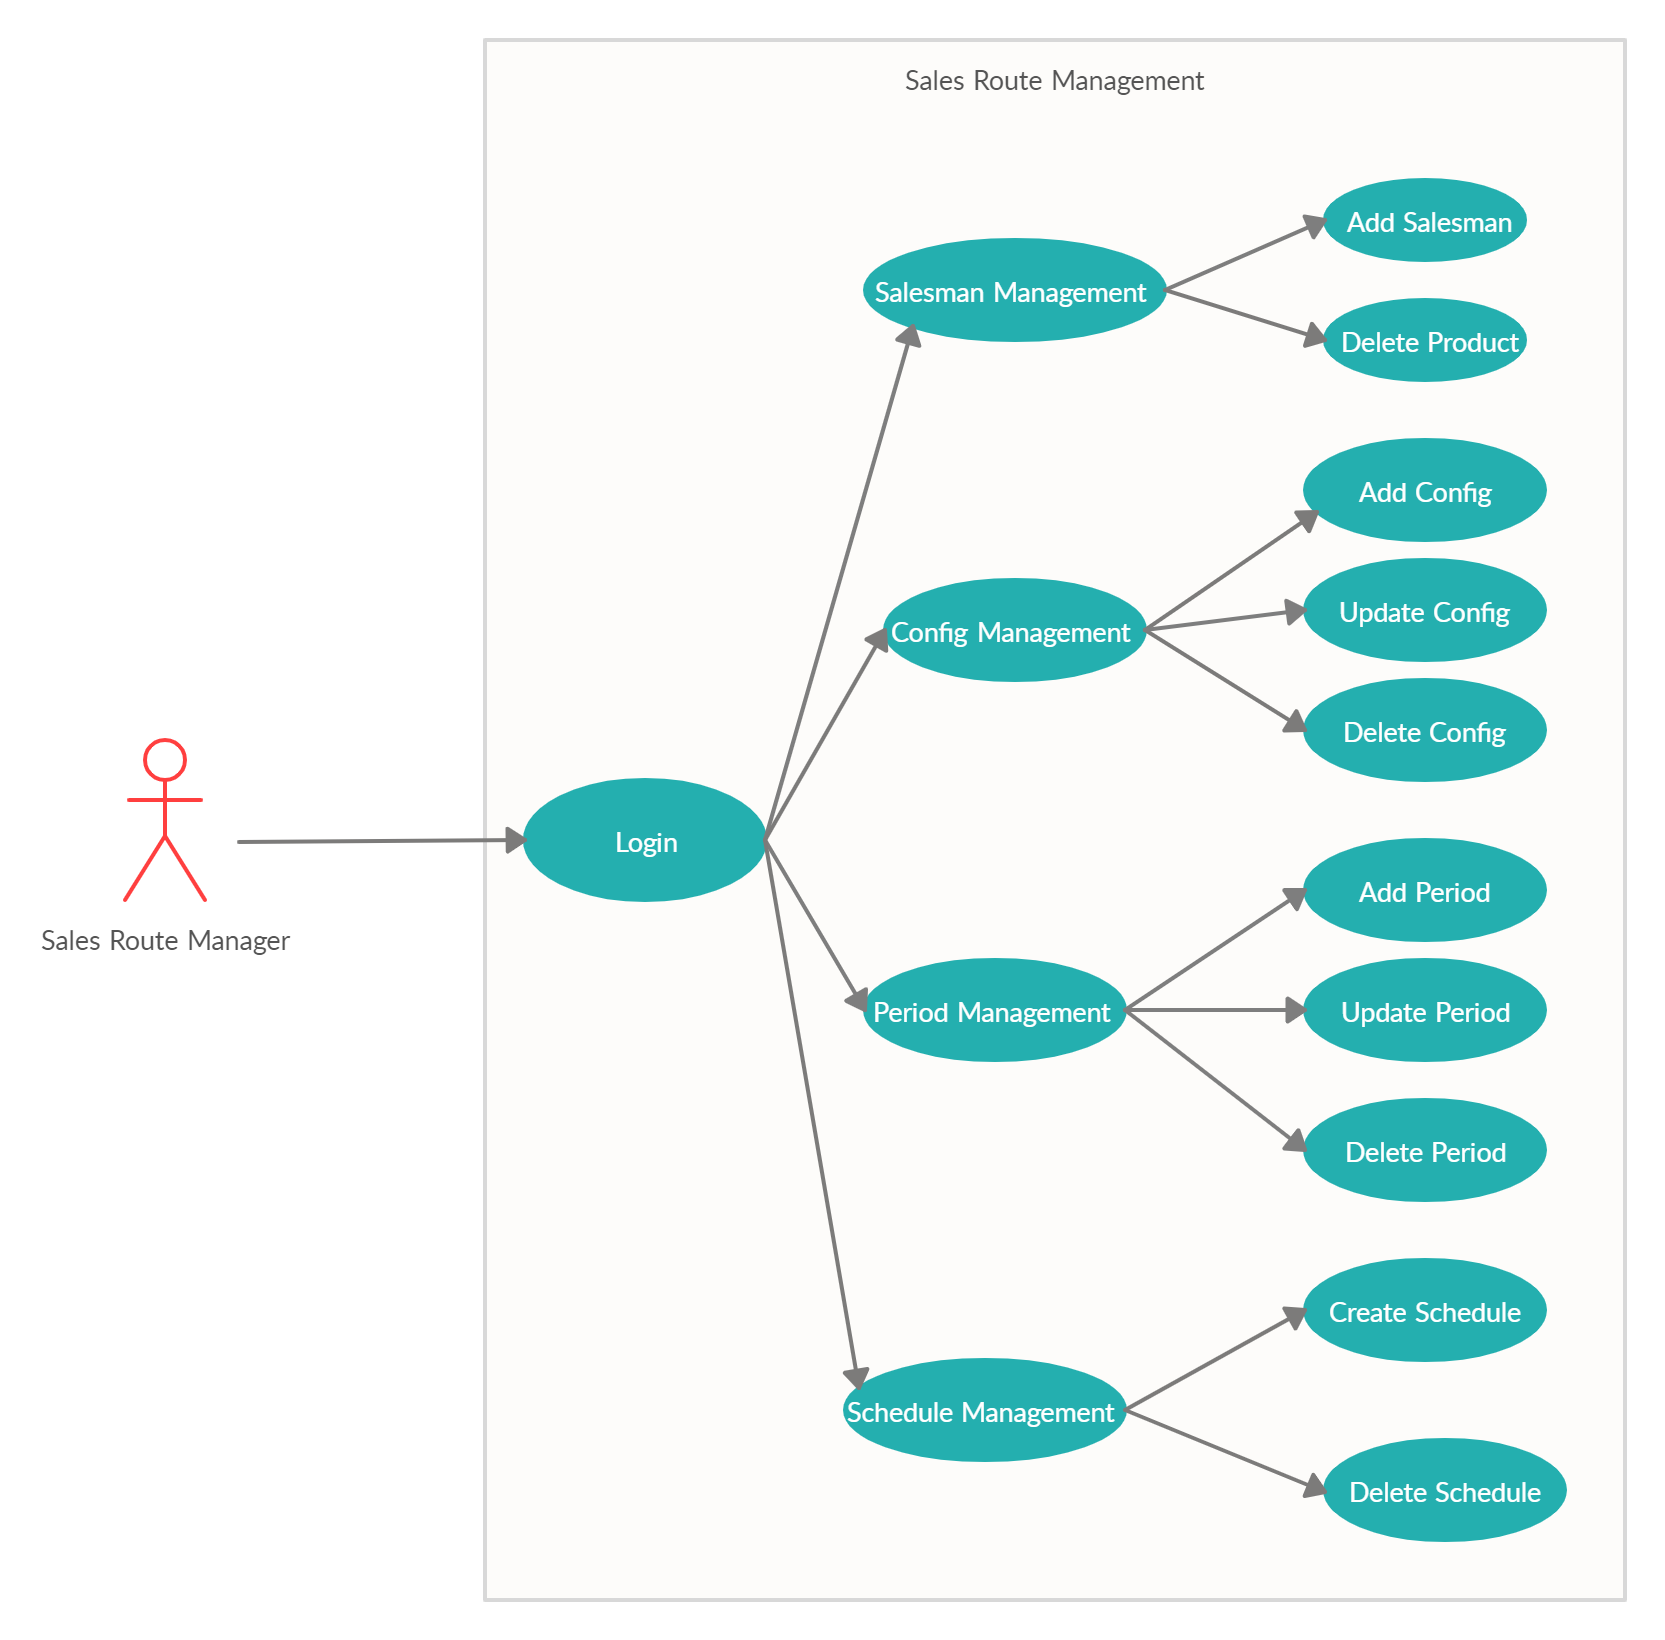 Sales Route Management
Add Salesman
Salesman Management
Delete Product
Add Config
Update Config
Config Management
Delete Config
Login
Add Period
Sales Route Manager
Period Management
Update Period
Delete Period
Create Schedule
Schedule Management
Delete Schedule